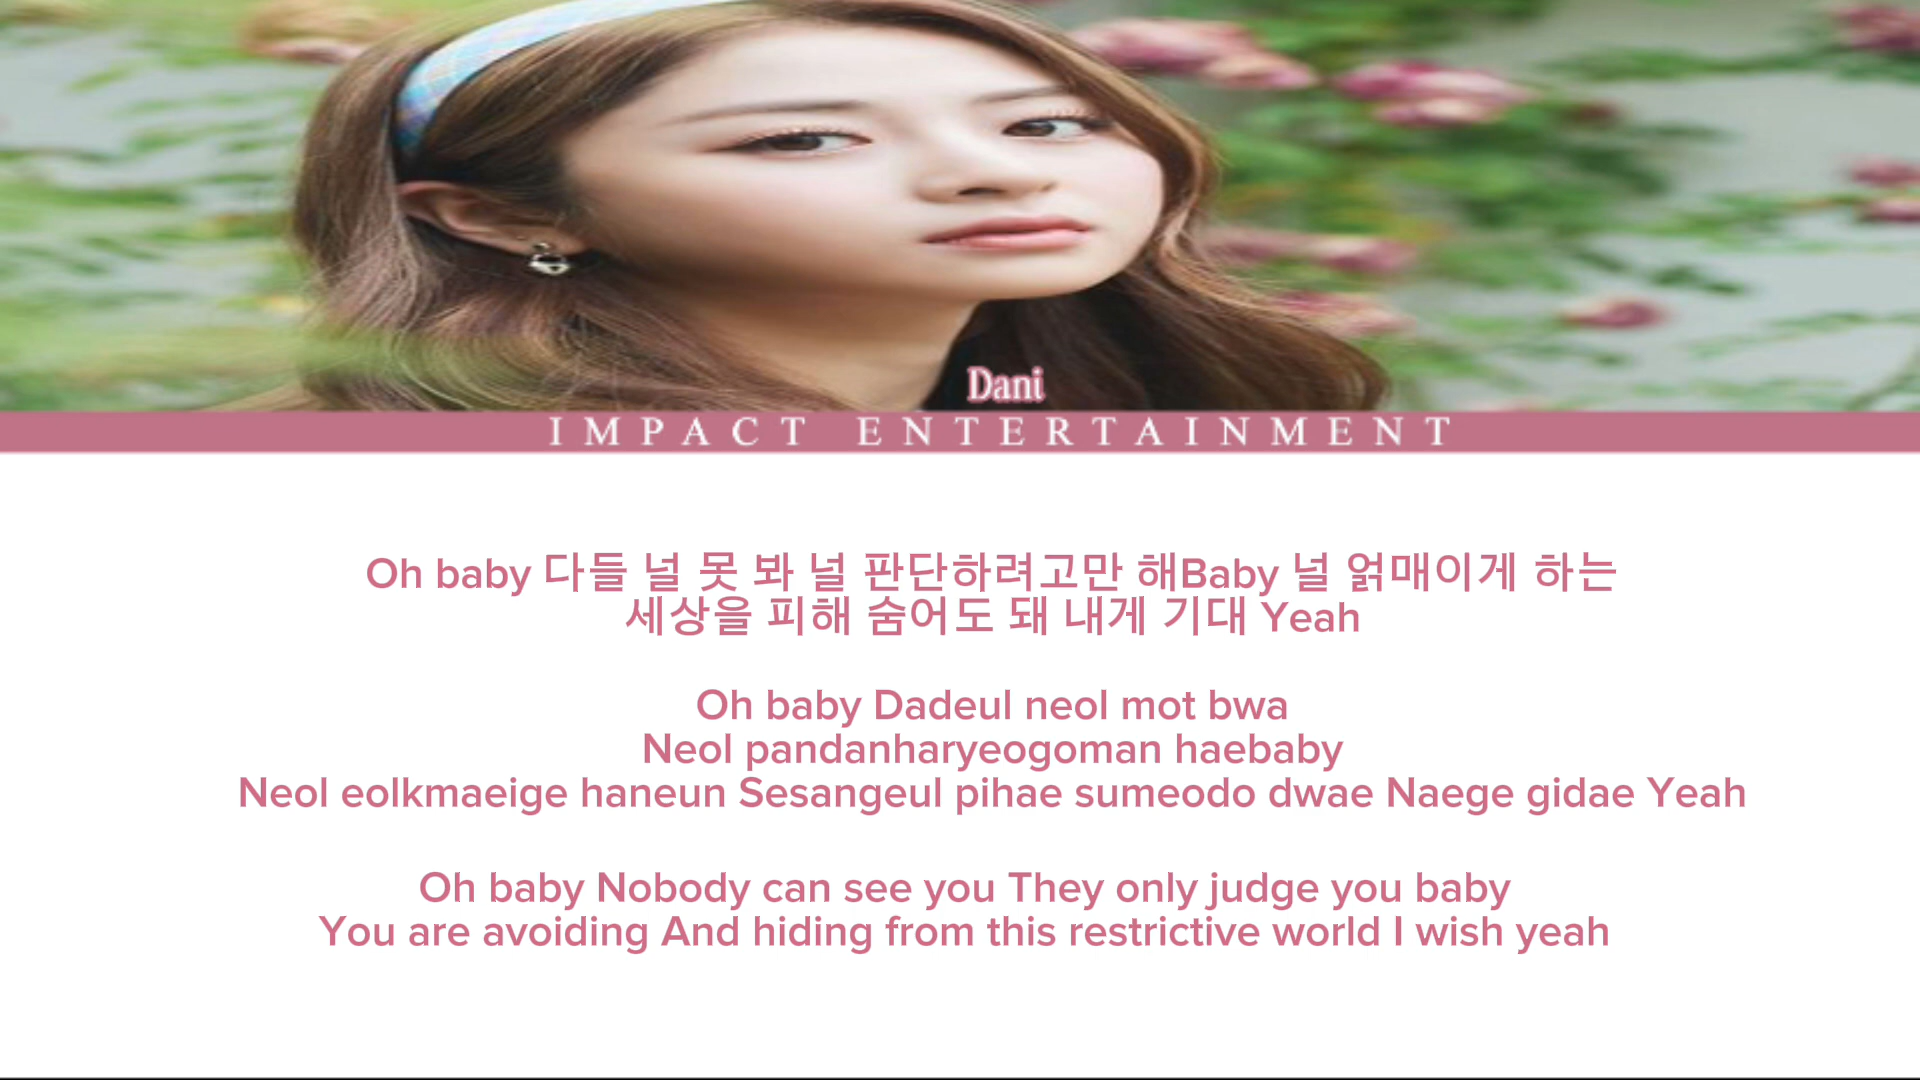 Dani
IMPACT ENTERTAINMENT
Oh baby 다들 널 못 봐 널 판단하려고만 해Baby 널 얽매이게 하는
세상을 피해 숨어도 돼 내게 기대 Yeah
Oh baby Dadeul neol mot bwa
Neol pandanharyeogoman haebaby
Neol eolkmaeige haneun Sesangeul pihae sumeodo dwae Naege gidae Yeah
Oh baby Nobody can see you They only judge you baby
You are avoiding And hiding from this restrictive world I wish yeah